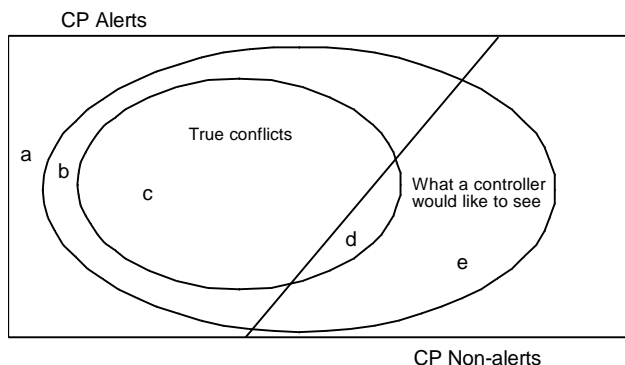 CP Alerts
True conflicts
a
b
What a controller
would like to see
c
d
e
CP Non-alerts